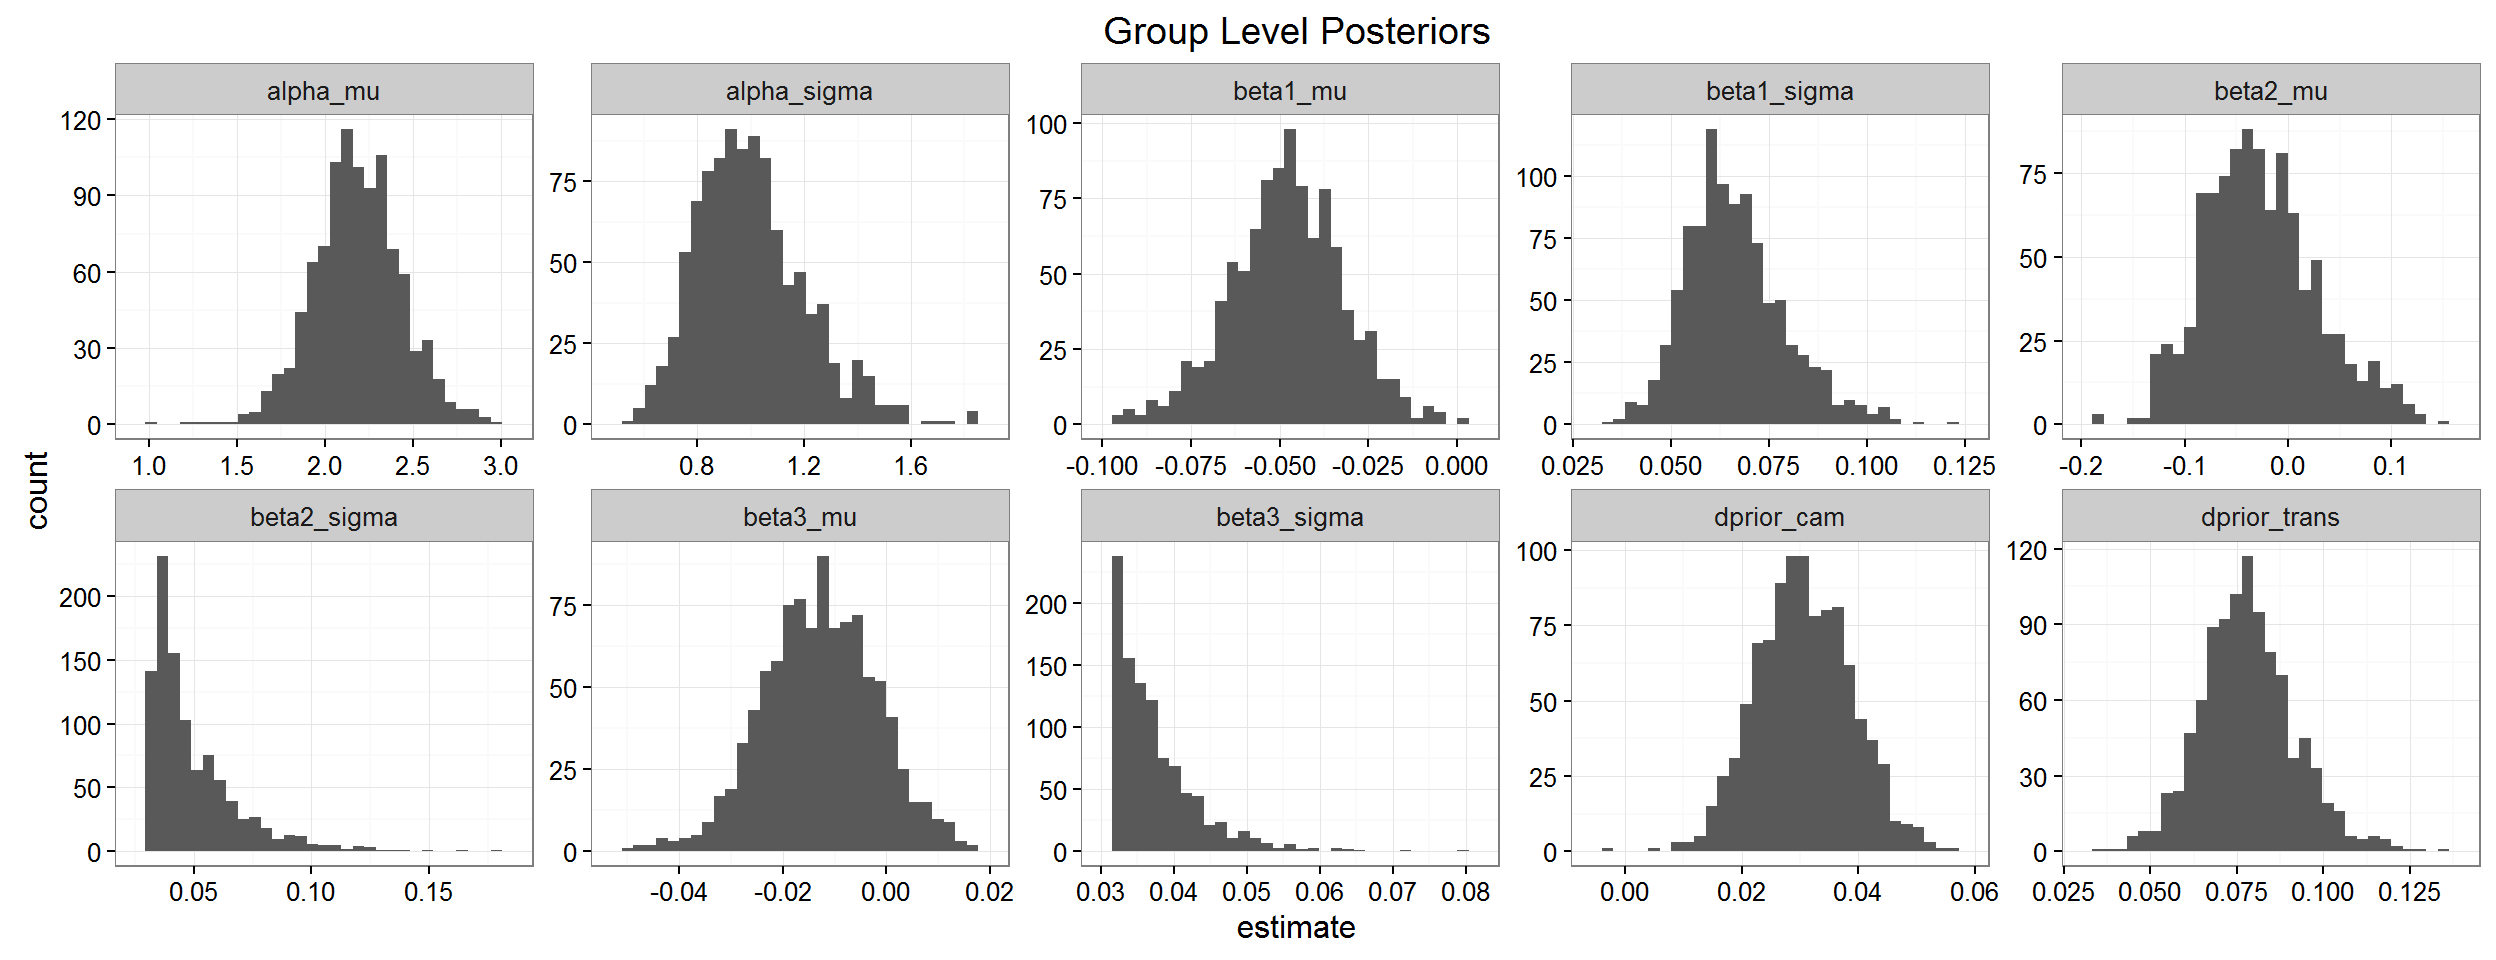 Group Level Posteriors
alpha_mu
alpha_sigma
beta1_mu
beta1_sigma
beta2_mu
120
90
60
30
0
75
50
25
0
100
75
50
25
0
100
75
50
25
0
75
50
25
0
1.0 1.5 2.0 2.5 3.0
0.8 1.2 1.6
-0.100 -0.075 -0.050 -0.025 0.000
0.025 0.050 0.075 0.100 0.125
-0.2 -0.1 0.0 0.1
count
beta2_sigma
beta3_mu
beta3_sigma
dprior_cam
dprior_trans
200
150
100
50
0
75
50
25
0
200
150
100
50
0
100
75
50
25
0
120
90
60
30
0
0.05 0.10 0.15
-0.04 -0.02 0.00 0.02
0.03 0.04 0.05 0.06 0.07 0.08
0.00 0.02 0.04 0.06
0.025 0.050 0.075 0.100 0.125
estimate